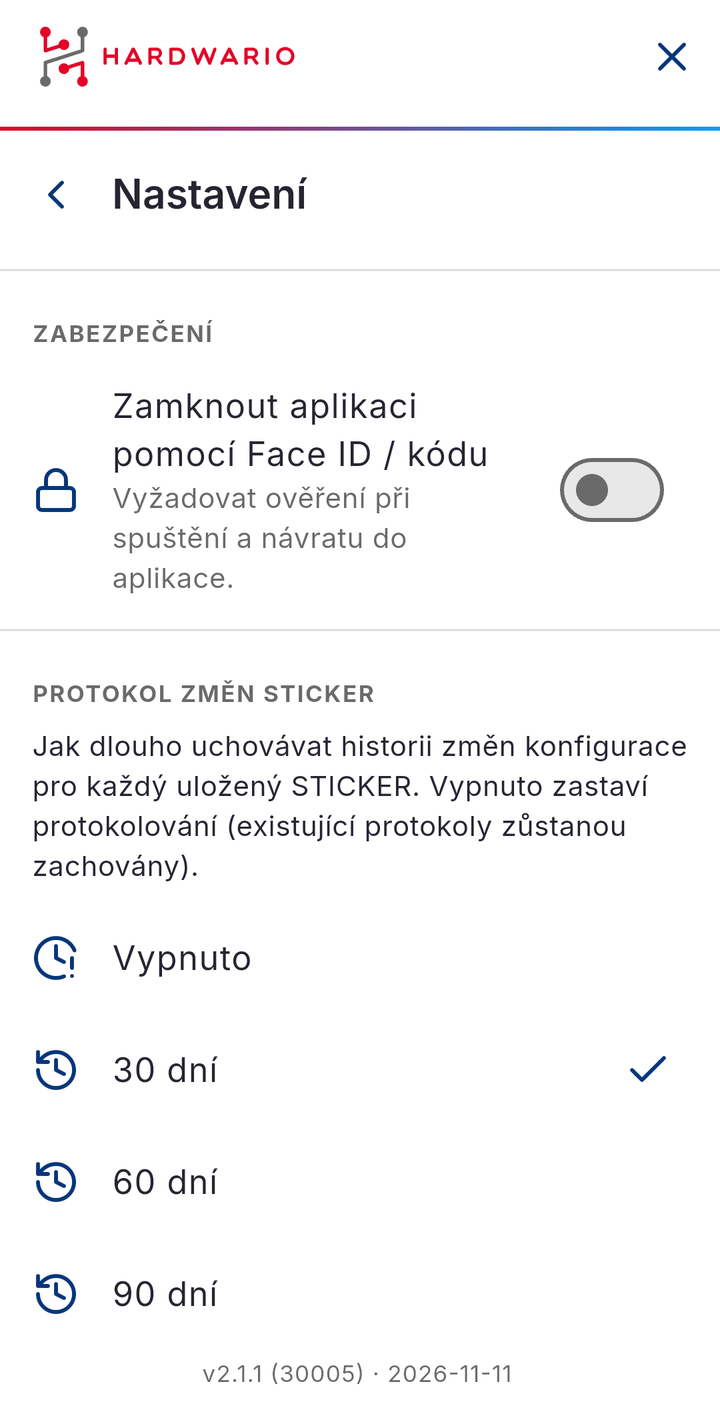 HARDWARIO
Nastavení
ZABEZPEČENÍ
Zamknout aplikaci
pomocí Face ID / kódu
Vyžadovat ověření při
spuštění a návratu do
aplikace.
PROTOKOL ZMĚN STICKER
Jak dlouho uchovávat historii změn konfigurace
pro každý uložený STICKER. Vypnuto zastaví
protokolování (existující protokoly zůstanou
zachovány).
Vypnuto
30 dní
60 dní
90 dní
v2.1.1 (30005) · 2026-11-11